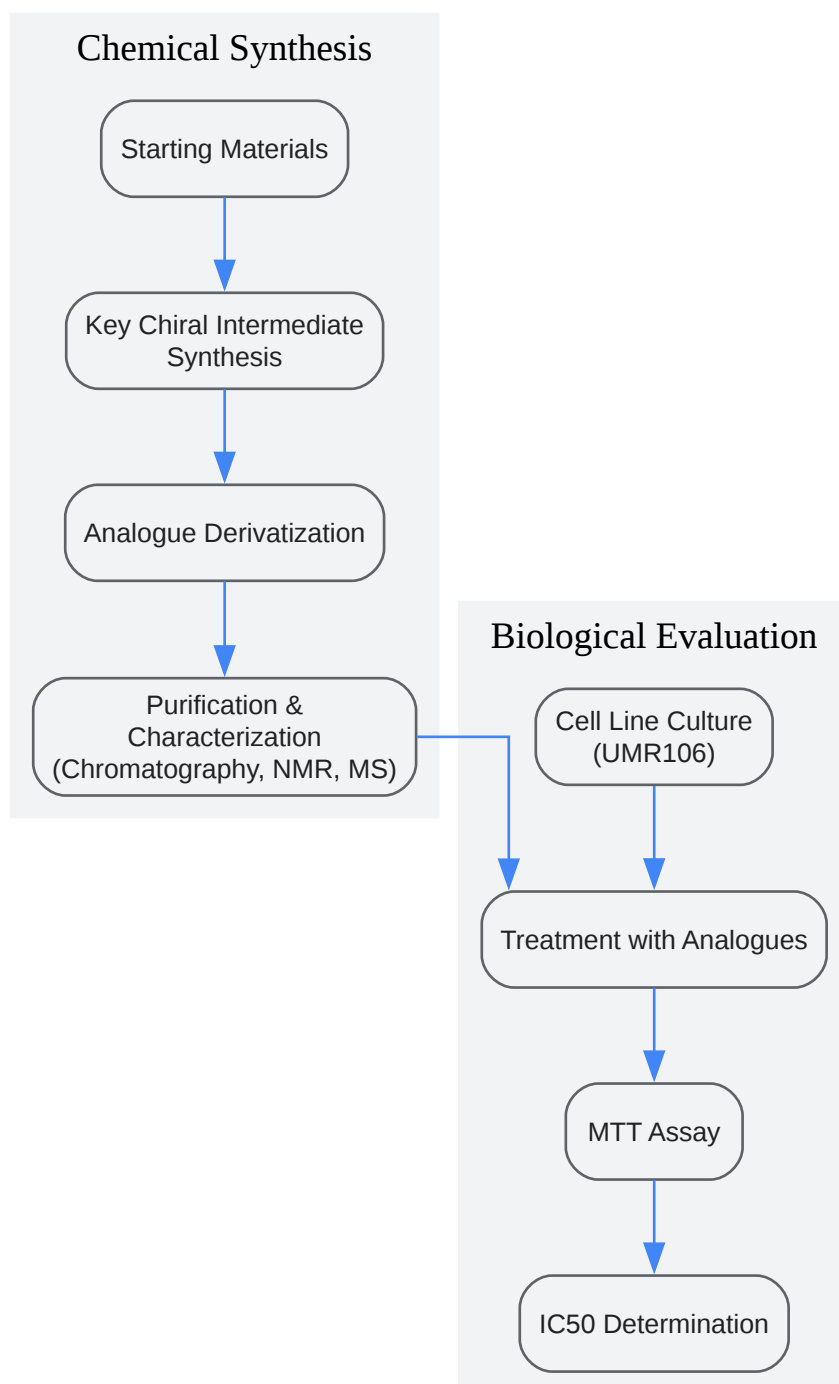 Chemical Synthesis
Starting Materials
Key Chiral Intermediate
Synthesis
Analogue Derivatization
Purification &
Characterization
(Chromatography, NMR, MS)
Biological Evaluation
Cell Line Culture
(UMR106)
Treatment with Analogues
MTT Assay
IC50 Determination